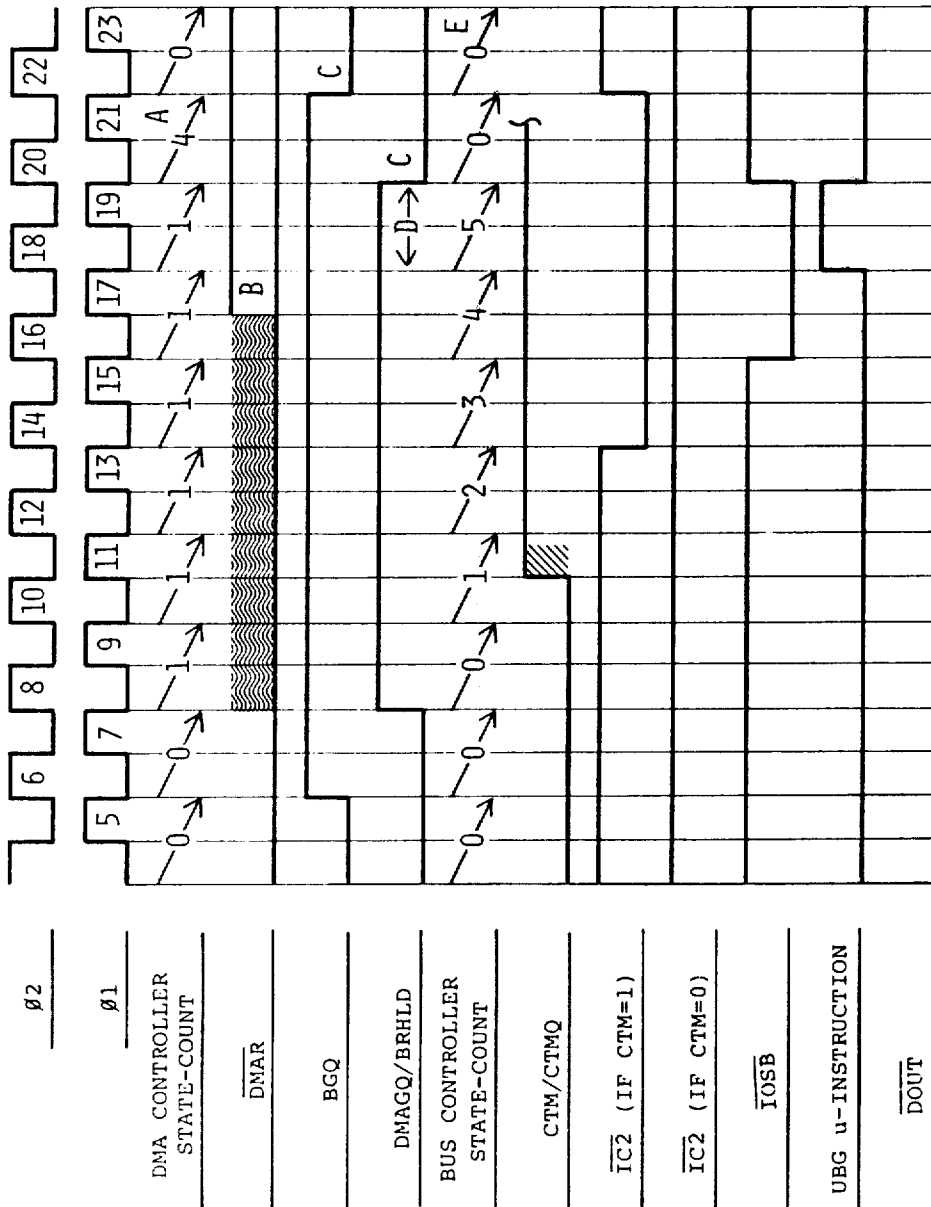 Ø2 6 8 10 12 14 16 18 20 22
Ø1 5 7 9 11 13 15 17 19 21 23
DMA CONTROLLER
STATE-COUNT
0 0 1 1 1 1 1 1 4 0
A
DMAR
B
BGQ
C
DMAGQ/BRHLD
D C
BUS CONTROLLER
STATE-COUNT
0 0 0 1 2 3 4 5 0 0
E
CTM/CTMQ
IC2 (IF CTM=1)
IC2 (IF CTM=0)
IOSB
UBG u-INSTRUCTION
DOUT